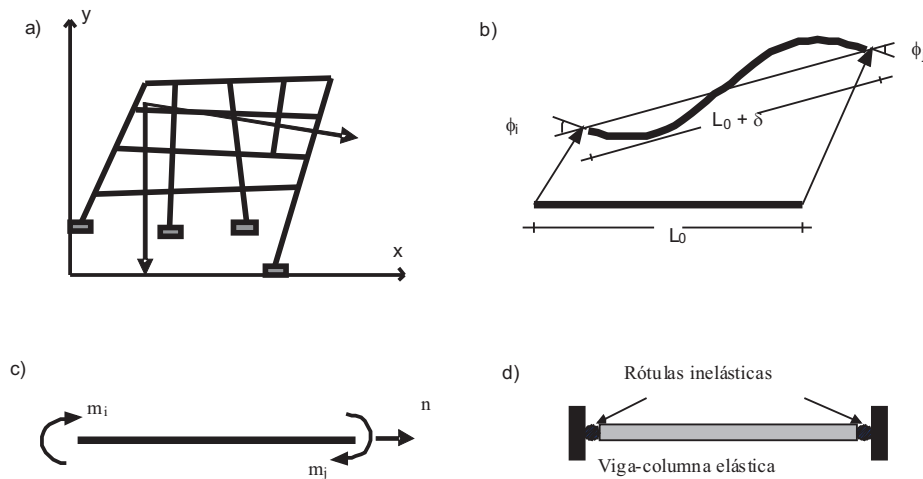 a)
y
x
b)
ϕi
ϕj
L0 + δ
L0
c)
mi
n
mj
d)
Rótulas inelásticas
Viga-columna elástica